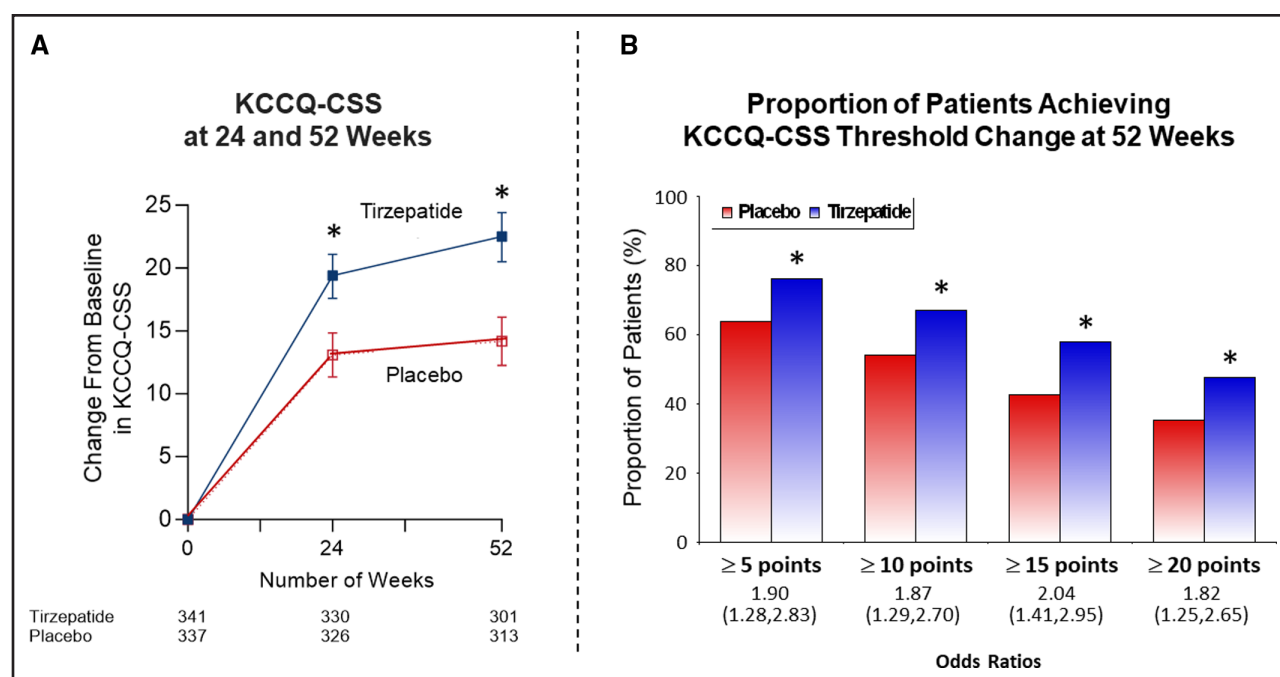 A
KCCQ-CSS
at 24 and 52 Weeks
Change From Baseline
in KCCQ-CSS
25
20
15
10
5
0
*
*
Tirzepatide
Placebo
0 24 52
Number of Weeks
Tirzepatide 341 330 301
Placebo 337 326 313
B
Proportion of Patients Achieving
KCCQ-CSS Threshold Change at 52 Weeks
Proportion of Patients (%)
100
80
60
40
20
0
Placebo Tirzepatide
* * * *
≥ 5 points ≥ 10 points ≥ 15 points ≥ 20 points
1.90 1.87 2.04 1.82
(1.28,2.83) (1.29,2.70) (1.41,2.95) (1.25,2.65)
Odds Ratios